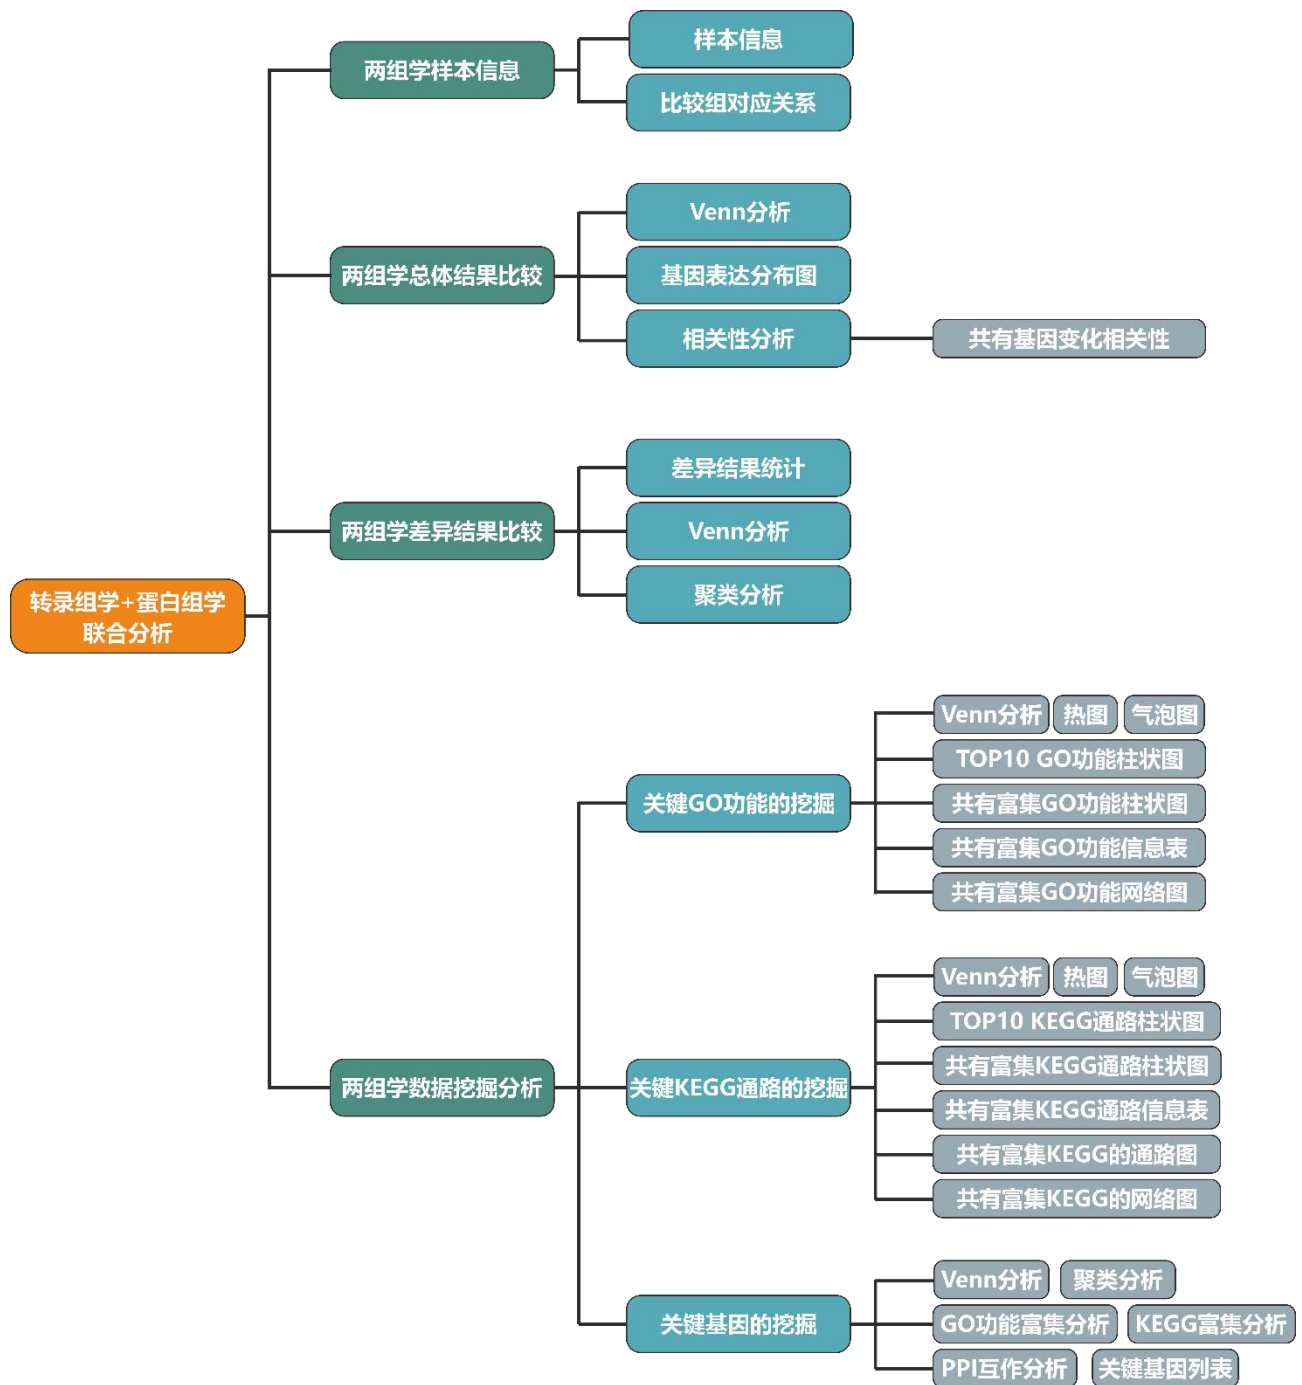 两组学样本信息
样本信息
比较组对应关系
两组学总体结果比较
Venn分析
基因表达分布图
相关性分析
共有基因变化相关性
两组学差异结果比较
差异结果统计
Venn分析
聚类分析
转录组学+蛋白组学
联合分析
两组学数据挖掘分析
关键GO功能的挖掘
Venn分析 热图 气泡图
TOP10 GO功能柱状图
共有富集GO功能柱状图
共有富集GO功能信息表
共有富集GO功能网络图
关键KEGG通路的挖掘
Venn分析 热图 气泡图
TOP10 KEGG通路柱状图
共有富集KEGG通路柱状图
共有富集KEGG通路信息表
共有富集KEGG的通路图
共有富集KEGG的网络图
关键基因的挖掘
Venn分析 聚类分析
GO功能富集分析 KEGG富集分析
PPI互作分析 关键基因列表